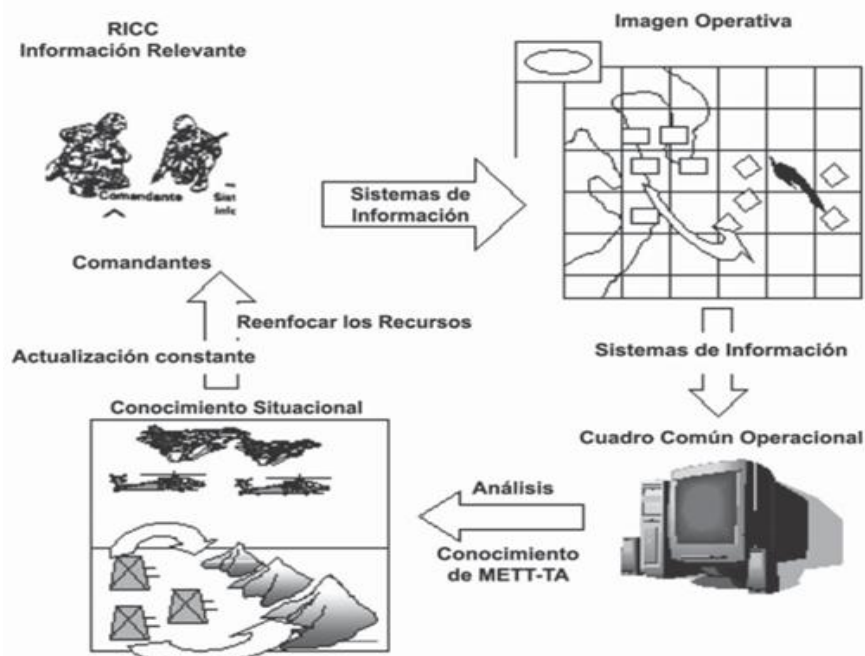 RICC
Información Relevante
Imagen Operativa
Comandante
Sistemas de
Información
Comandantes
Reenfocar los Recursos
Actualización constante
Sistemas de Información
Conocimiento Situacional
Cuadro Común Operacional
Análisis
Conocimiento
de METT-TA